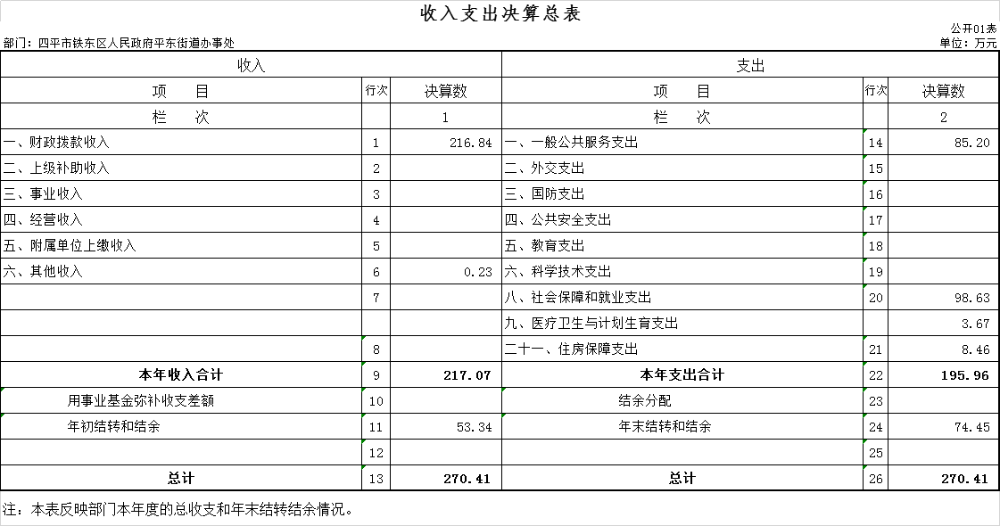 收入支出决算总表
公开01表
部门：四平市铁东区人民政府平东街道办事处 单位：万元
收入 支出
项 目 行次 决算数 项 目 行次 决算数
栏 次 1 栏 次 2
一、财政拨款收入 1 216.84 一、一般公共服务支出 14 85.20
二、上级补助收入 2 二、外交支出 15
三、事业收入 3 三、国防支出 16
四、经营收入 4 四、公共安全支出 17
五、附属单位上缴收入 5 五、教育支出 18
六、其他收入 6 0.23 六、科学技术支出 19
7 八、社会保障和就业支出 20 98.63
九、医疗卫生与计划生育支出 3.67
8 二十一、住房保障支出 21 8.46
本年收入合计 9 217.07 本年支出合计 22 195.96
用事业基金弥补收支差额 10 结余分配 23
年初结转和结余 11 53.34 年末结转和结余 24 74.45
12 25
总计 13 270.41 总计 26 270.41
注：本表反映部门本年度的总收支和年末结转结余情况。